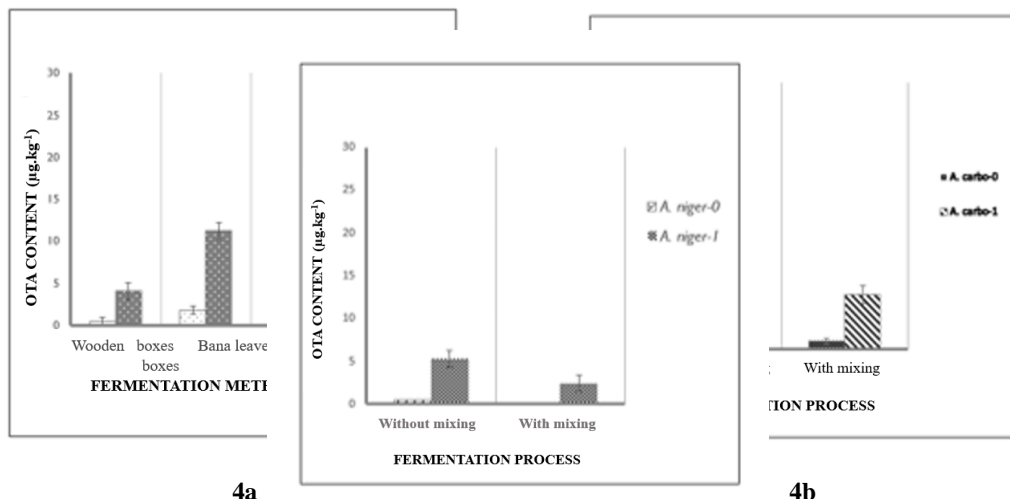 OTA CONTENT (µg.kg⁻¹)
30
25
20
15
10
5
0
Wooden boxes Bana leave
boxes
FERMENTATION MET
4a
OTA CONTENT (µg.kg⁻¹)
30
25
20
15
10
5
0
A. niger-0
A. niger-1
Without mixing With mixing
FERMENTATION PROCESS
A. carbo-0
A. carbo-1
With mixing
TION PROCESS
4b